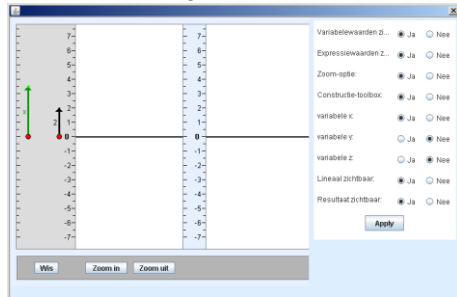 Variabelewaarden zi... Ja Nee
Expressiewaarden z... Ja Nee
Zoom-optie: Ja Nee
Constructie-toolbox: Ja Nee
variabele x: Ja Nee
variabele y: Ja Nee
variabele z: Ja Nee
Lineaal zichtbaar: Ja Nee
Resultaat zichtbaar: Ja Nee
Apply
7 7
6 6
5 5
4 4
3 3
x 2 2
2 1 1
0 0
-1 -1
-2 -2
-3 -3
-4 -4
-5 -5
-6 -6
-7 -7
Wis Zoom in Zoom uit